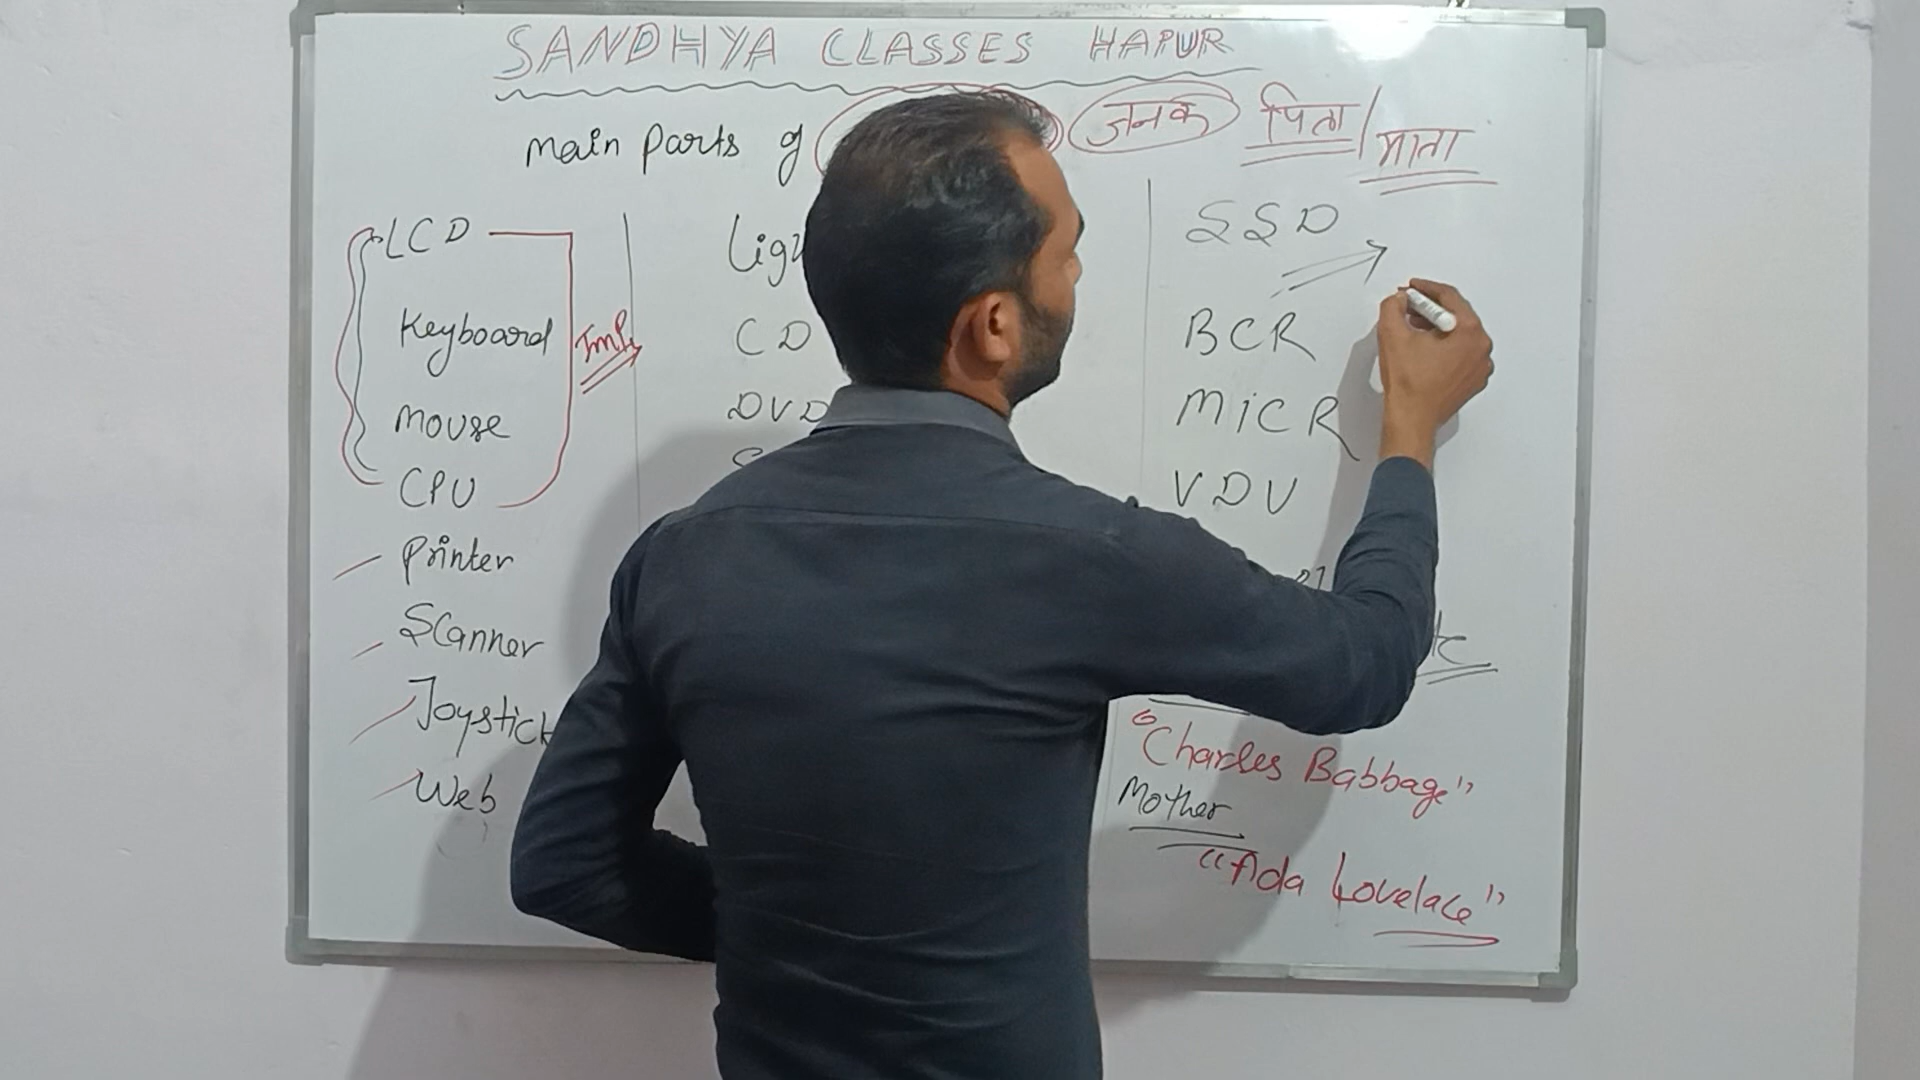 SANDHYA CLASSES HAPUR
main parts of
जनक पिता/माता
LCD
Keyboard
Mouse
CPU
Imp.
Printer
Scanner
Joystick
Web
CD
DVD
SSD
BCR
MICR
VDU
"Charles Babbage"
Mother
"Ada Lovelace"